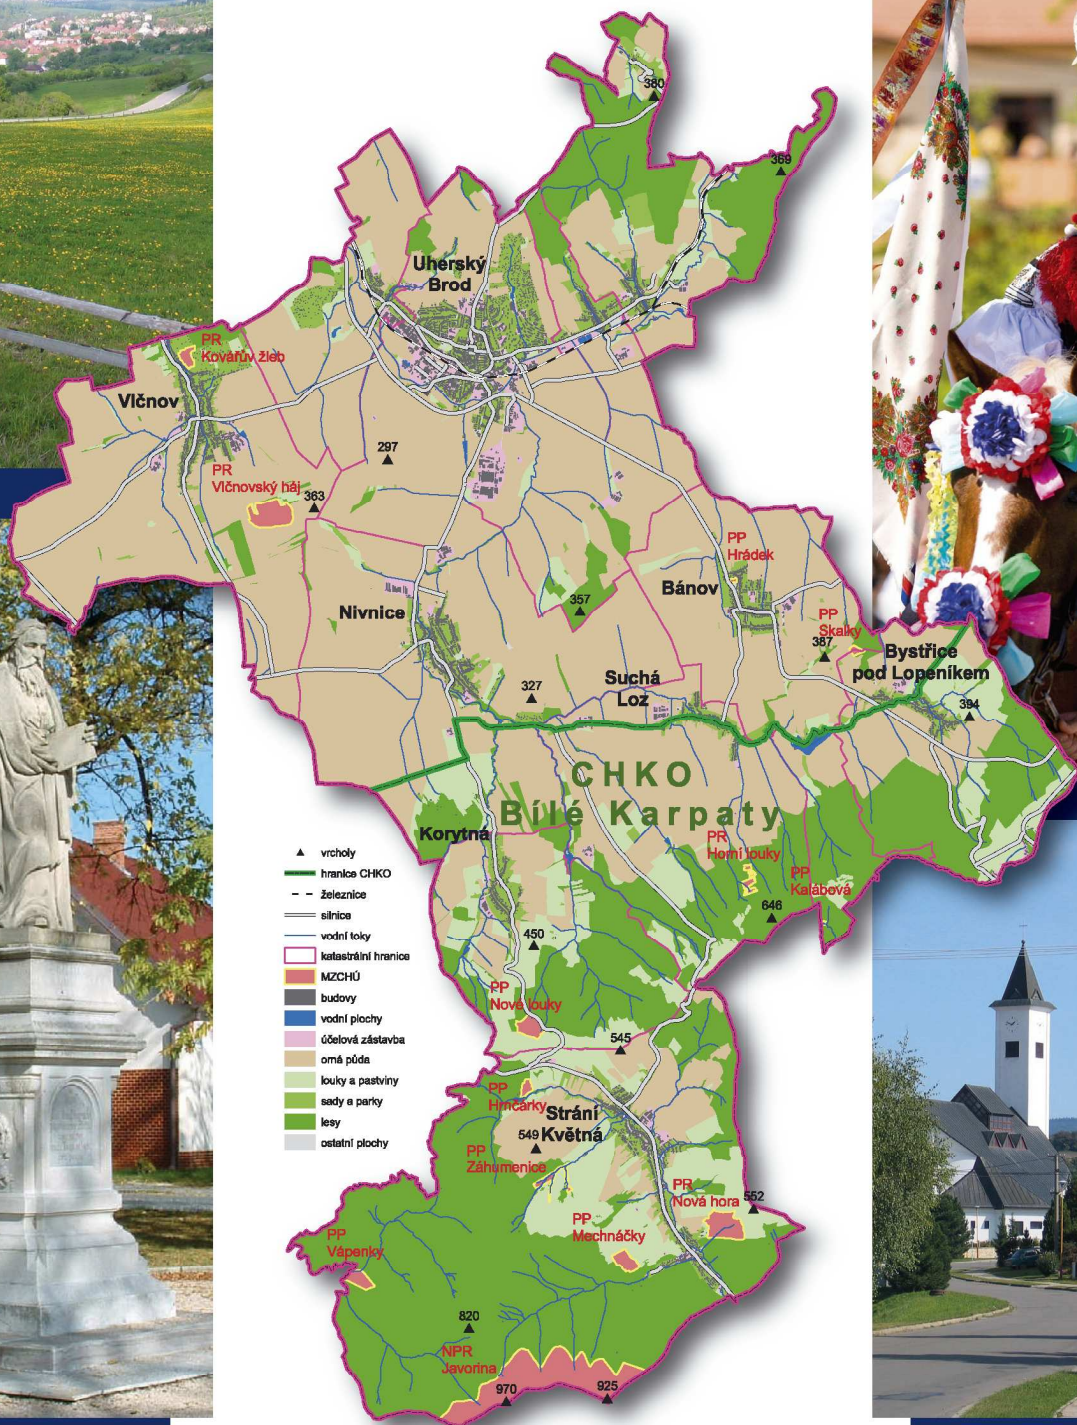 380
369
Uherský
Brod
PR
Kovářův žleb
Vlčnov
297
PR
Vlčnovský háj
363
PP
Hrádek
Bánov
357
Nivnice
PP
Skalky
387
Bystřice
pod Lopeníkem
Suchá
Loz
327
394
CHKO
Bílé Karpaty
Korytná
PR
Horní louky
PP
Kalábová
646
vrcholy
hranice CHKO
železnice
silnice
vodní toky
katastrální hranice
MZCHÚ
budovy
vodní plochy
účelová zástavba
orná půda
louky a pastviny
sady a parky
lesy
ostatní plochy
450
PP
Nové louky
545
PP
Hrnčárky
Strání
Květná
549
PP
Záhumenice
PR
Nová hora
552
PP
Mechnáčky
PP
Vápenky
820
NPR
Javorina
970
925